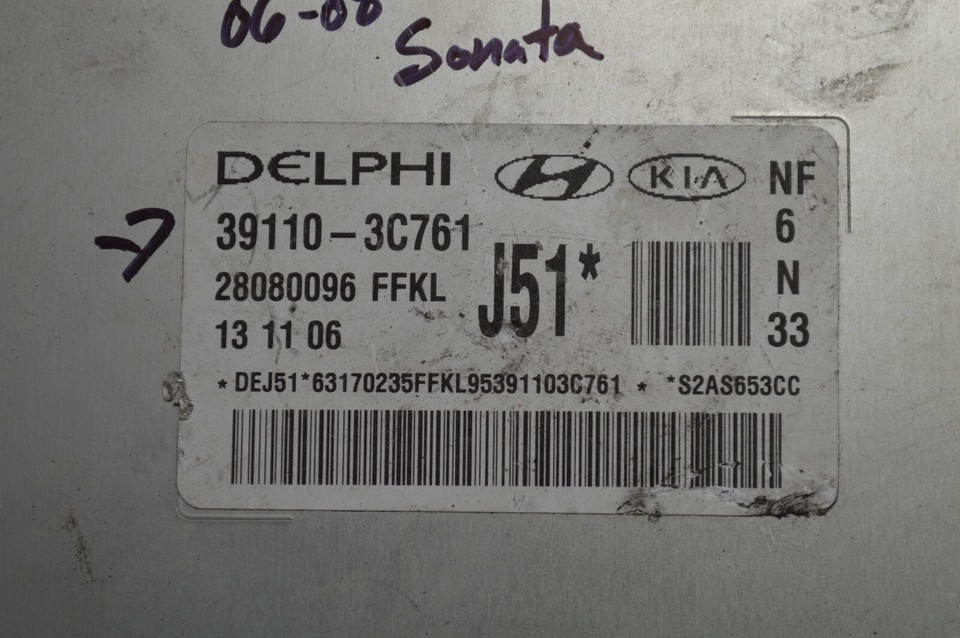 06-08
Sonata
DELPHI H KIA NF
39110-3C761 6
28080096 FFKL J51* N
13 11 06 33
*DEJ51*63170235FFKL95391103C761 * *S2AS653CC